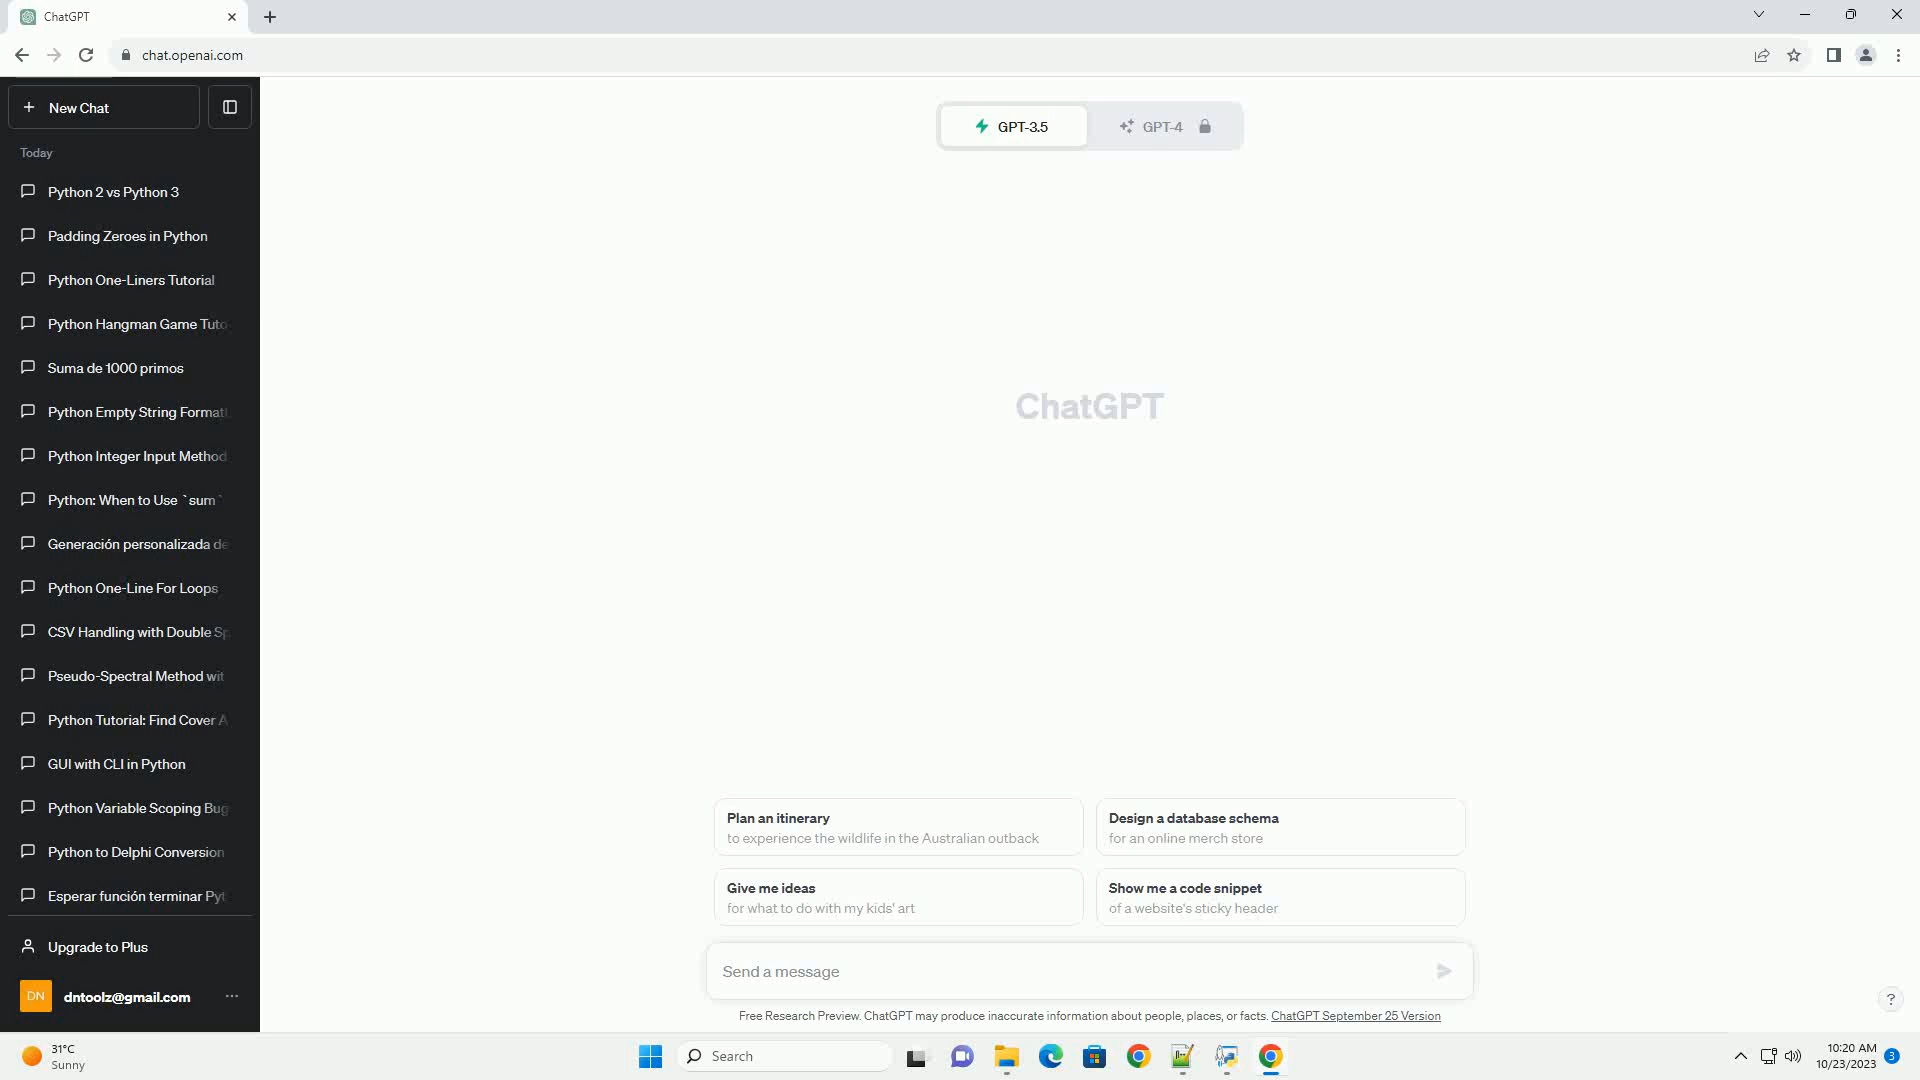 ChatGPT
chat.openai.com
New Chat
Today
Python 2 vs Python 3
Padding Zeroes in Python
Python One-Liners Tutorial
Python Hangman Game Tuto
Suma de 1000 primos
Python Empty String Format
Python Integer Input Method
Python: When to Use `sum`
Generación personalizada de
Python One-Line For Loops
CSV Handling with Double Sp
Pseudo-Spectral Method wit
Python Tutorial: Find Cover A
GUI with CLI in Python
Python Variable Scoping Bug
Python to Delphi Conversion
Esperar función terminar Pyt
Upgrade to Plus
DN
dntoolz@gmail.com
GPT-3.5
GPT-4
ChatGPT
Plan an itinerary
to experience the wildlife in the Australian outback
Design a database schema
for an online merch store
Give me ideas
for what to do with my kids' art
Show me a code snippet
of a website's sticky header
Send a message
Free Research Preview. ChatGPT may produce inaccurate information about people, places, or facts. ChatGPT September 25 Version
?
31°C
Sunny
Search
10:20 AM
10/23/2023
3